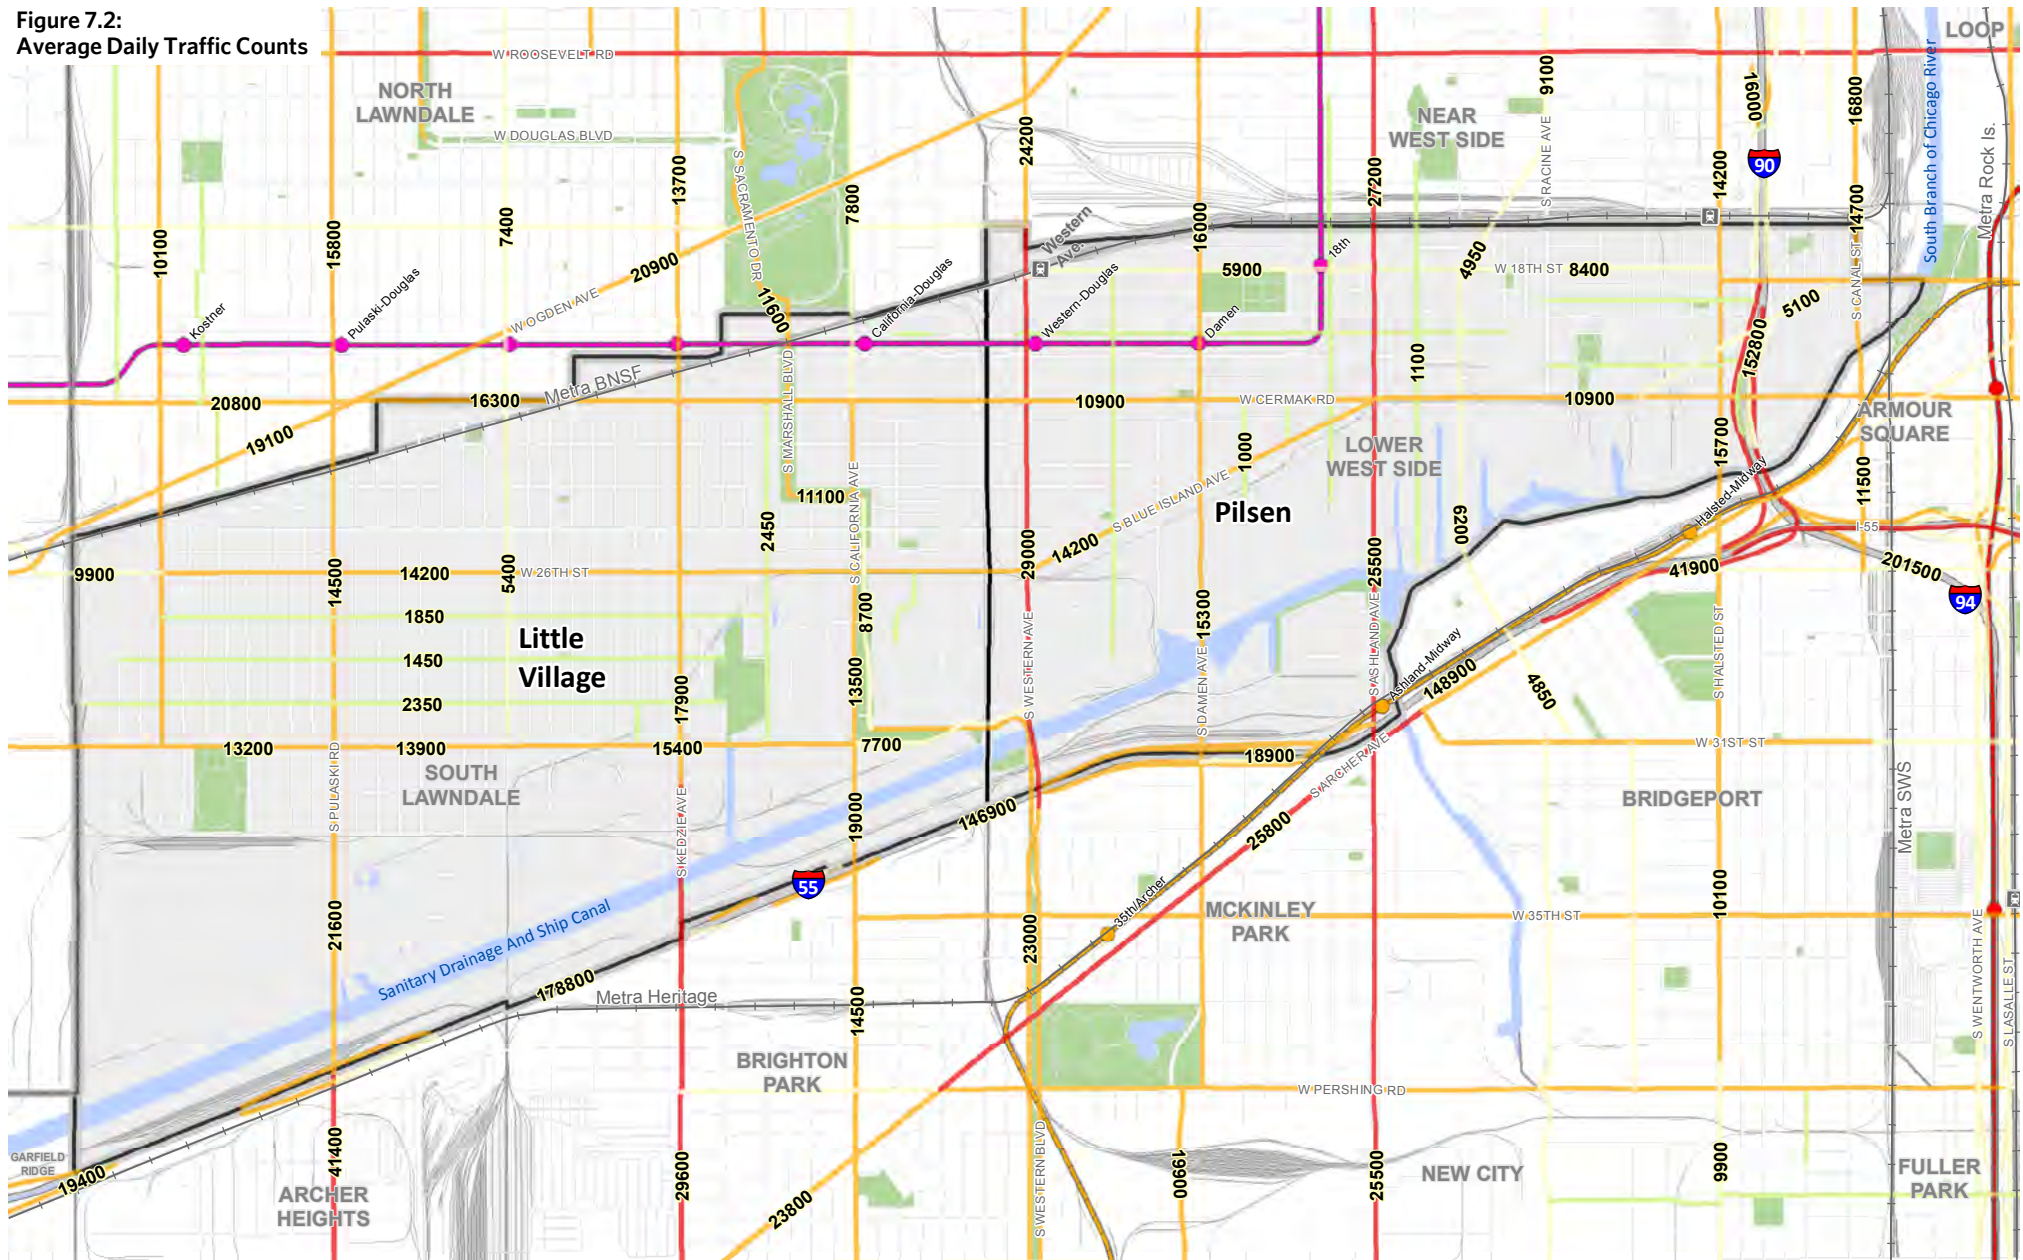 Figure 7.2:
Average Daily Traffic Counts
LOOP
W ROOSEVELT RD
NORTH
LAWNDALE
W DOUGLAS BLVD
S SACRAMENTO DR
13700
7800
24200
NEAR
WEST SIDE
27200
9100
S RACINE AVE
14200
16000
90
16800
South Branch of Chicago River
Metra Rock Is.
10100
15800
7400
20900
W OGDEN AVE
11600
Western
Ave.
16000
5900
18th
4950
W 18TH ST
8400
14700
S CANAL ST
5100
Kostner
Pulaski-Douglas
California-Douglas
Western-Douglas
Damen
152800
1100
Metra BNSF
S MARSHALL BLVD
20800
16300
10900
W CERMAK RD
10900
19100
ARMOUR
SQUARE
LOWER
WEST SIDE
1000
15700
11500
Halsted-Midway
S BLUE ISLAND AVE
Pilsen
11100
2450
S CALIFORNIA AVE
14200
29000
6200
25500
I-55
201500
94
41900
9900
14500
14200
5400
W 26TH ST
1850
8700
15300
Little
Village
1450
2350
17900
13500
S WESTERN AVE
S DAMEN AVE
S ASHLAND AVE
Ashland-Midway
148900
4850
S HALSTED ST
13200
13900
15400
7700
18900
W 31ST ST
SOUTH
LAWNDALE
S PULASKI RD
S KEDZIE AVE
19000
146900
S ARCHER AVE
25800
BRIDGEPORT
Metra SWS
55
21600
Sanitary Drainage And Ship Canal
23000
35th/Archer
MCKINLEY
PARK
W 35TH ST
10100
S WENTWORTH AVE
S LASALLE ST
178800
Metra Heritage
14500
BRIGHTON
PARK
W PERSHING RD
GARFIELD
RIDGE
19400
41400
ARCHER
HEIGHTS
29600
23800
S WESTERN BLVD
19900
25500
NEW CITY
9900
FULLER
PARK